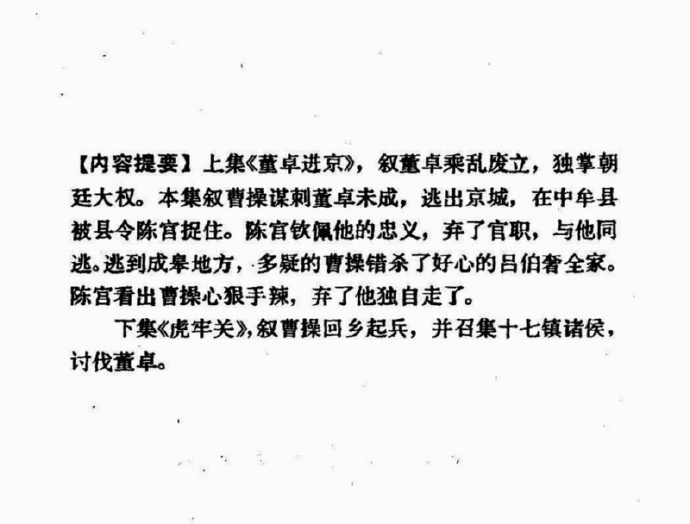 【内容提要】上集《董卓进京》，叙董卓乘乱废立，独掌朝
廷大权。本集叙曹操谋刺董卓未成，逃出京城，在中牟县
被县令陈宫捉住。陈宫钦佩他的忠义，弃了官职，与他同
逃。逃到成皋地方，多疑的曹操错杀了好心的吕伯奢全家。
陈宫看出曹操心狠手辣，弃了他独自走了。
下集《虎牢关》，叙曹操回乡起兵，并召集十七镇诸侯，
讨伐董卓。